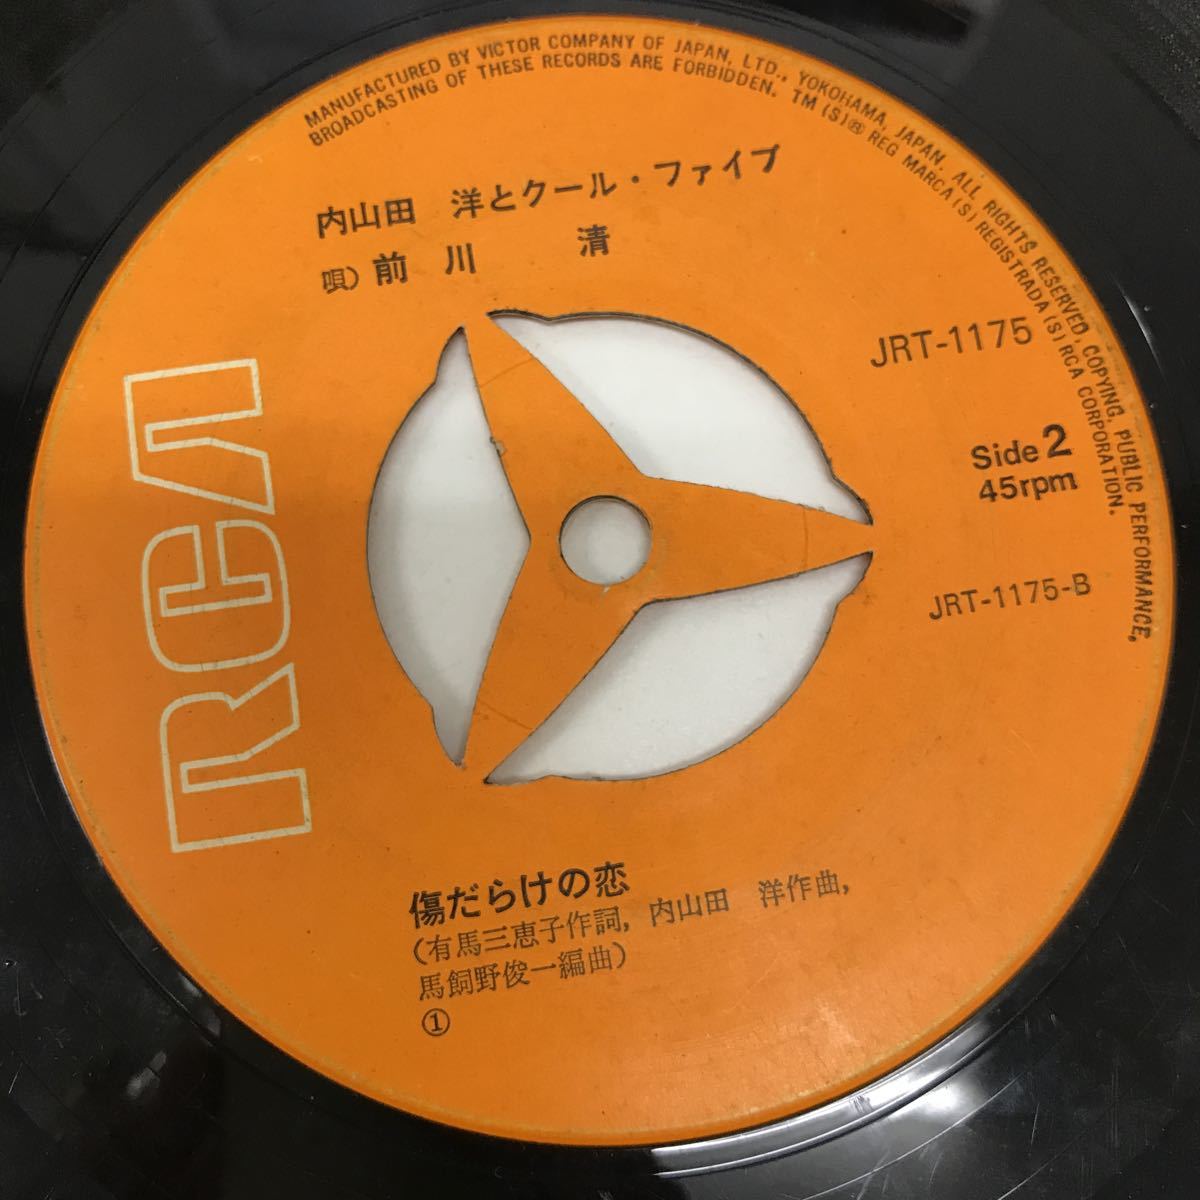 MANUFACTURED BY VICTOR COMPANY OF JAPAN, LTD., YOKOHAMA, JAPAN. ALL RIGHTS RESERVED, COPYING, PUBLIC PERFORMANCE,
BROADCASTING OF THESE RECORDS ARE FORBIDDEN. TM(S)® REG MARCA(S) REGISTRADA(S) RCA CORPORATION.
内山田 洋とクール・ファイブ
唄)前川 清
JRT-1175
Side 2
45rpm
JRT-1175-B
RCA
傷だらけの恋
(有馬三恵子作詞, 内山田 洋作曲,
馬飼野俊一編曲)
①